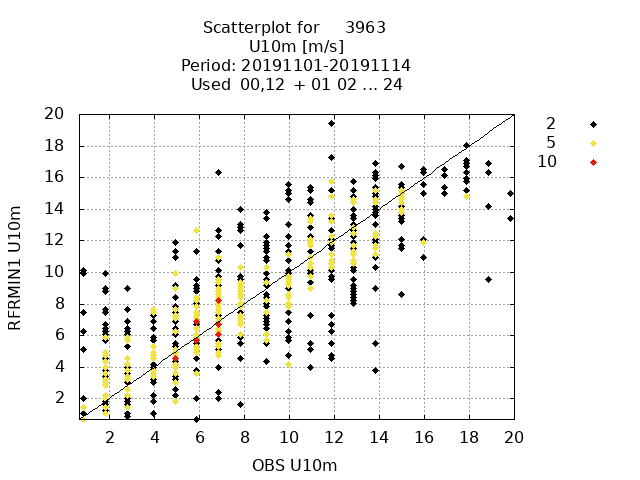 Scatterplot for 3963
U10m [m/s]
Period: 20191101-20191114
Used 00,12 + 01 02 ... 24
20
18
16
14
12
10
8
6
4
2
RFRMIN1 U10m
2 4 6 8 10 12 14 16 18 20
OBS U10m
2
5
10